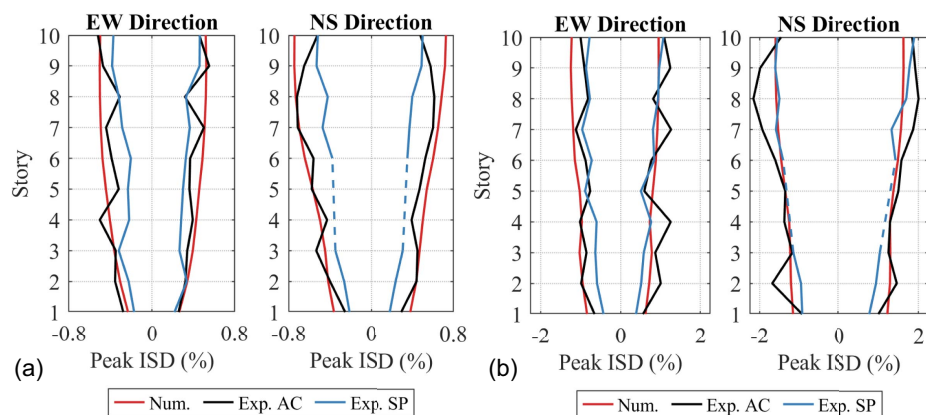 EW Direction
NS Direction
10
9
8
7
6
5
4
3
2
1
Story
10
9
8
7
6
5
4
3
2
1
-0.8 0 0.8
0 0.8
Peak ISD (%)
Peak ISD (%)
(a)
Num. Exp. AC Exp. SP
EW Direction
NS Direction
10
9
8
7
6
5
4
3
2
1
Story
10
9
8
7
6
5
4
3
2
1
-2 0 2
-2 0 2
Peak ISD (%)
Peak ISD (%)
(b)
Num. Exp. AC Exp. SP